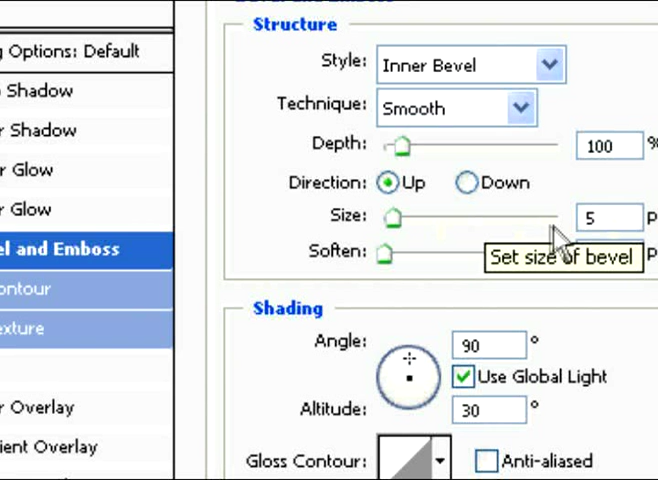 Structure
g Options: Default
Style: Inner Bevel
Shadow
Technique: Smooth
r Shadow
Depth: 100 %
r Glow
Direction: Up Down
r Glow
Size: 5 p
el and Emboss
Soften: p
Set size of bevel
ontour
Shading
exture
Angle: 90 °
Use Global Light
r Overlay
Altitude: 30 °
ient Overlay
Gloss Contour: Anti-aliased